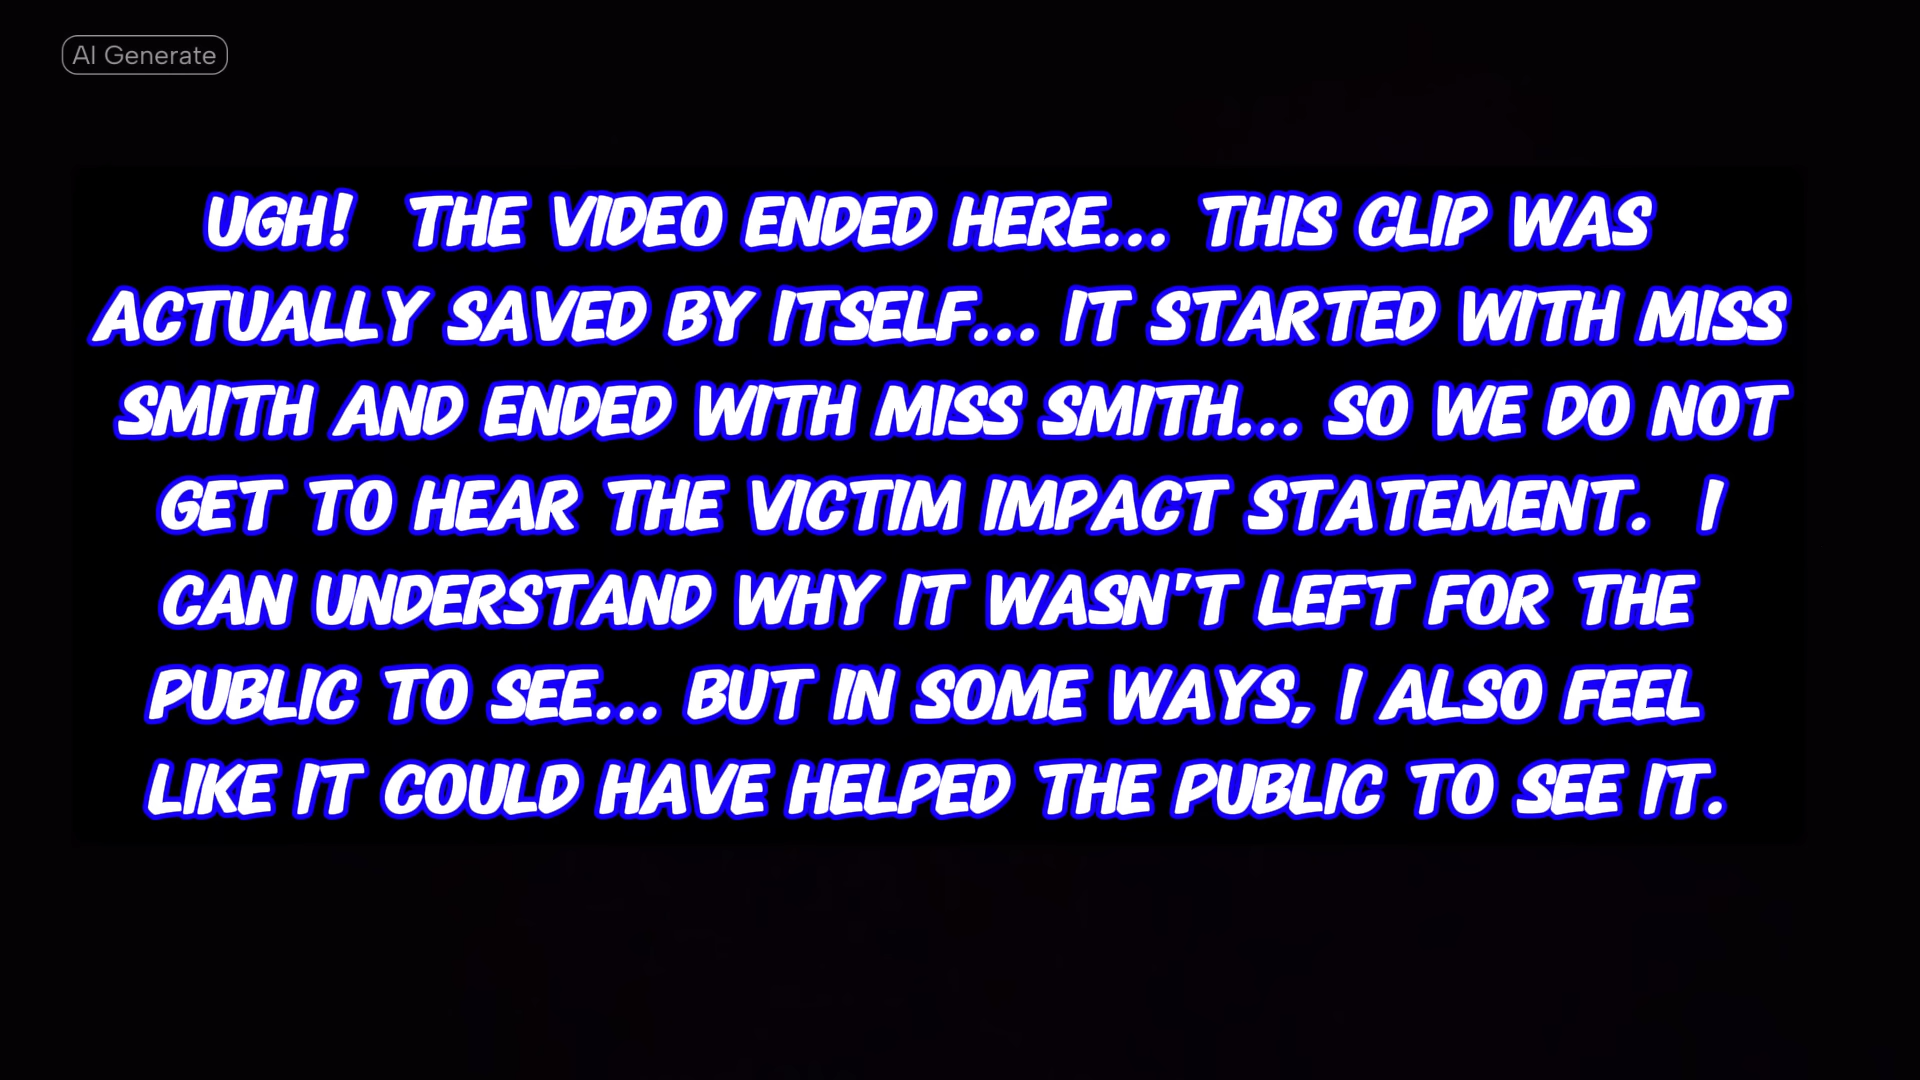 AI Generate
UGH!  THE VIDEO ENDED HERE... THIS CLIP WAS
ACTUALLY SAVED BY ITSELF... IT STARTED WITH MISS
SMITH AND ENDED WITH MISS SMITH... SO WE DO NOT
GET TO HEAR THE VICTIM IMPACT STATEMENT.  I
CAN UNDERSTAND WHY IT WASN'T LEFT FOR THE
PUBLIC TO SEE... BUT IN SOME WAYS, I ALSO FEEL
LIKE IT COULD HAVE HELPED THE PUBLIC TO SEE IT.